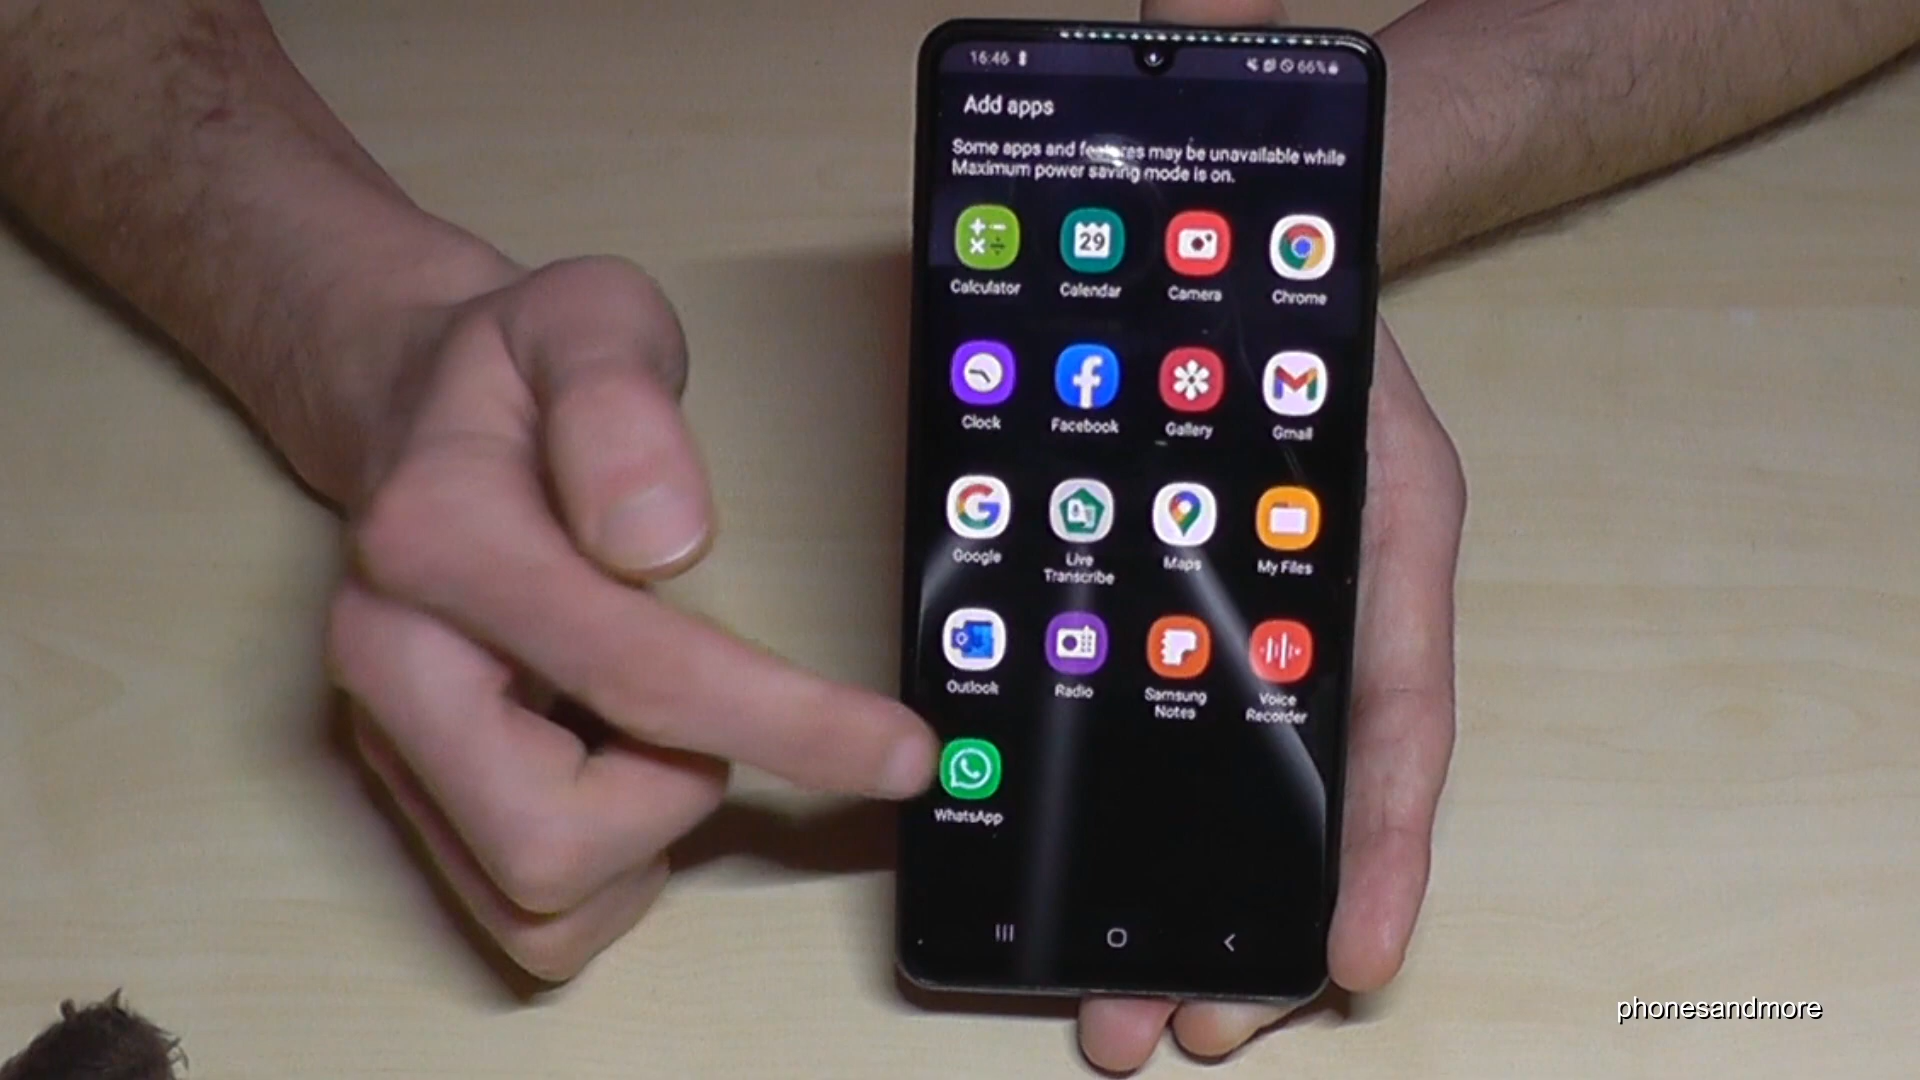 16:46
66%
Add apps
Some apps and features may be unavailable while
Maximum power saving mode is on.
29
Calculator
Calendar
Camera
Chrome
Clock
Facebook
Gallery
Gmail
Google
Live
Transcribe
Maps
My Files
Outlook
Radio
Samsung
Notes
Voice
Recorder
WhatsApp
phonesandmore